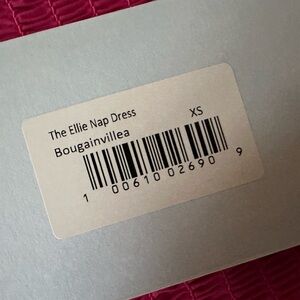 The Ellie Nap Dress XS
Bougainvillea
1 00610 02690 9